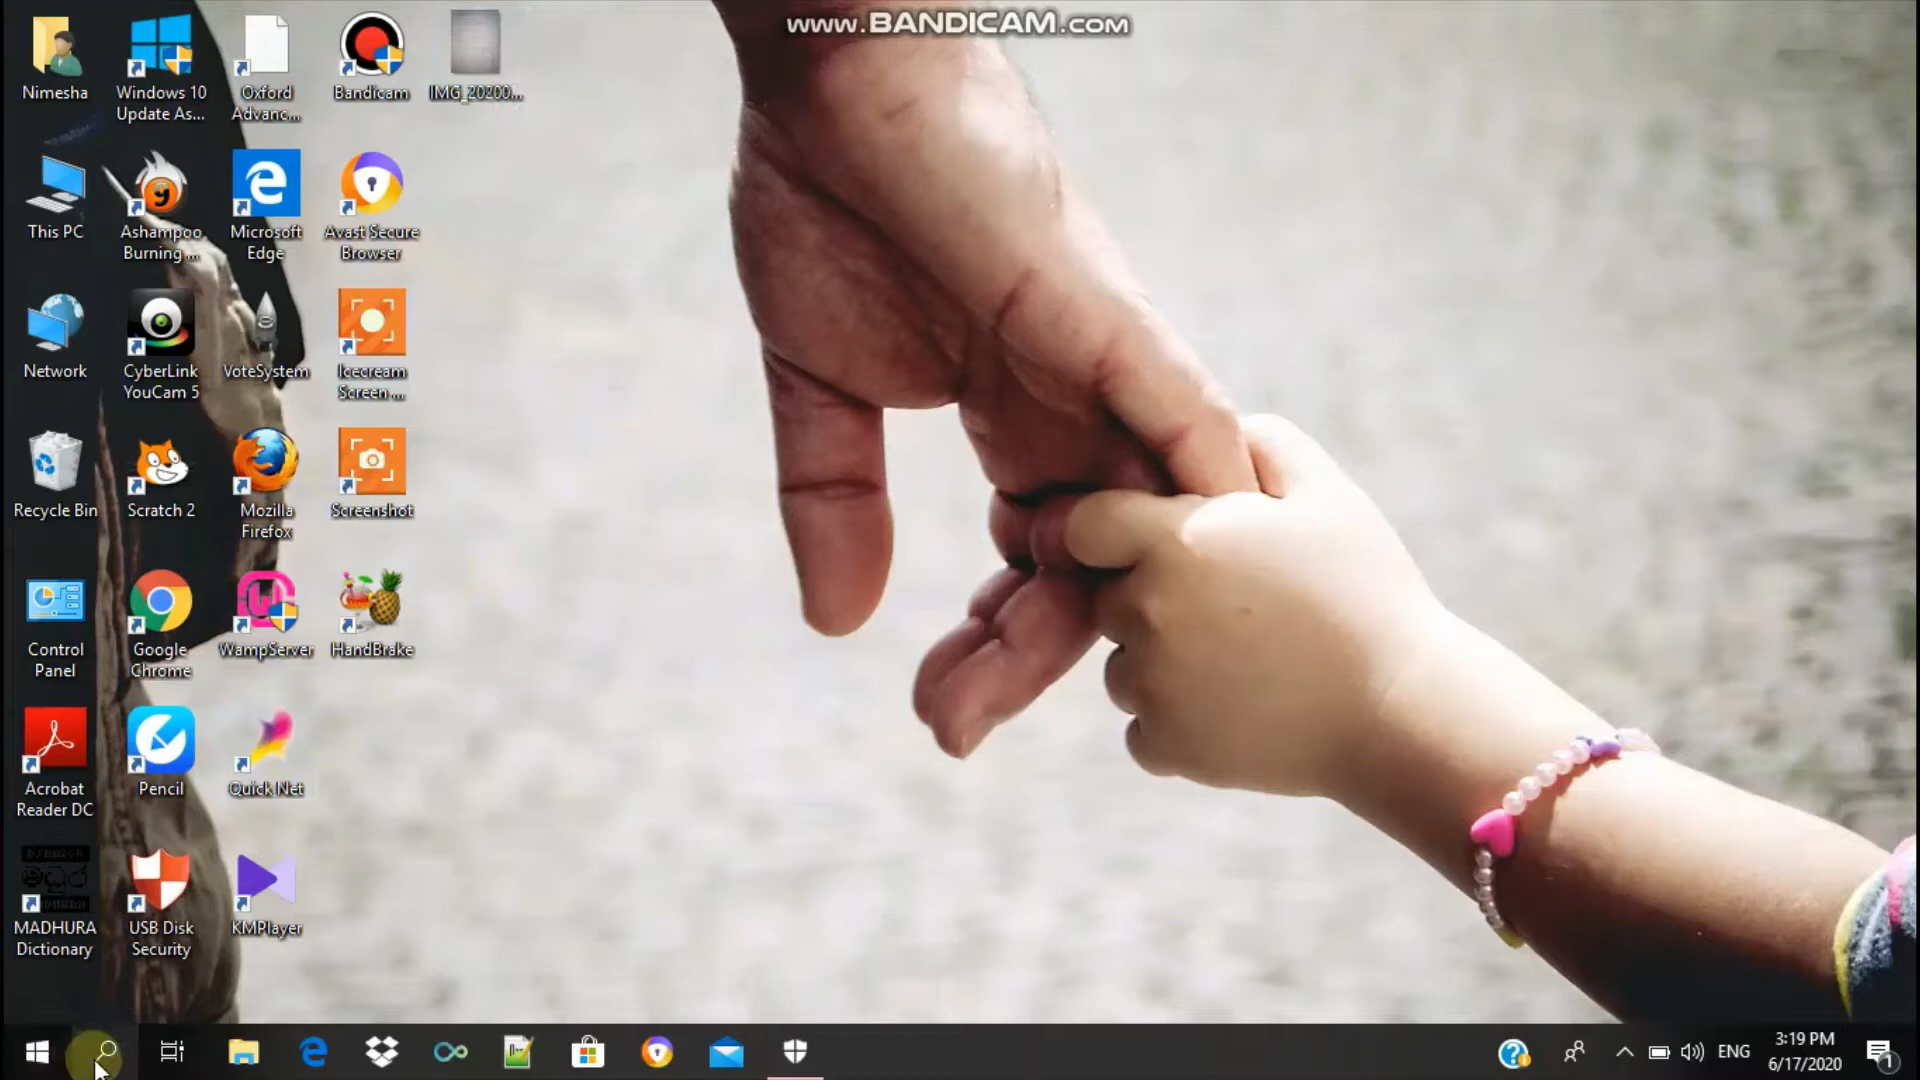 www.BANDICAM.com
Nimesha
Windows 10
Update As...
Oxford
Advanc...
Bandicam
IMG_20200...
This PC
Ashampoo
Burning ...
Microsoft
Edge
Avast Secure
Browser
Network
CyberLink
YouCam 5
VoteSystem
Icecream
Screen ...
Recycle Bin
Scratch 2
Mozilla
Firefox
Screenshot
Control
Panel
Google
Chrome
WampServer
HandBrake
Acrobat
Reader DC
Pencil
Quick Net
MADHURA
Dictionary
USB Disk
Security
KMPlayer
ENG
3:19 PM
6/17/2020
1